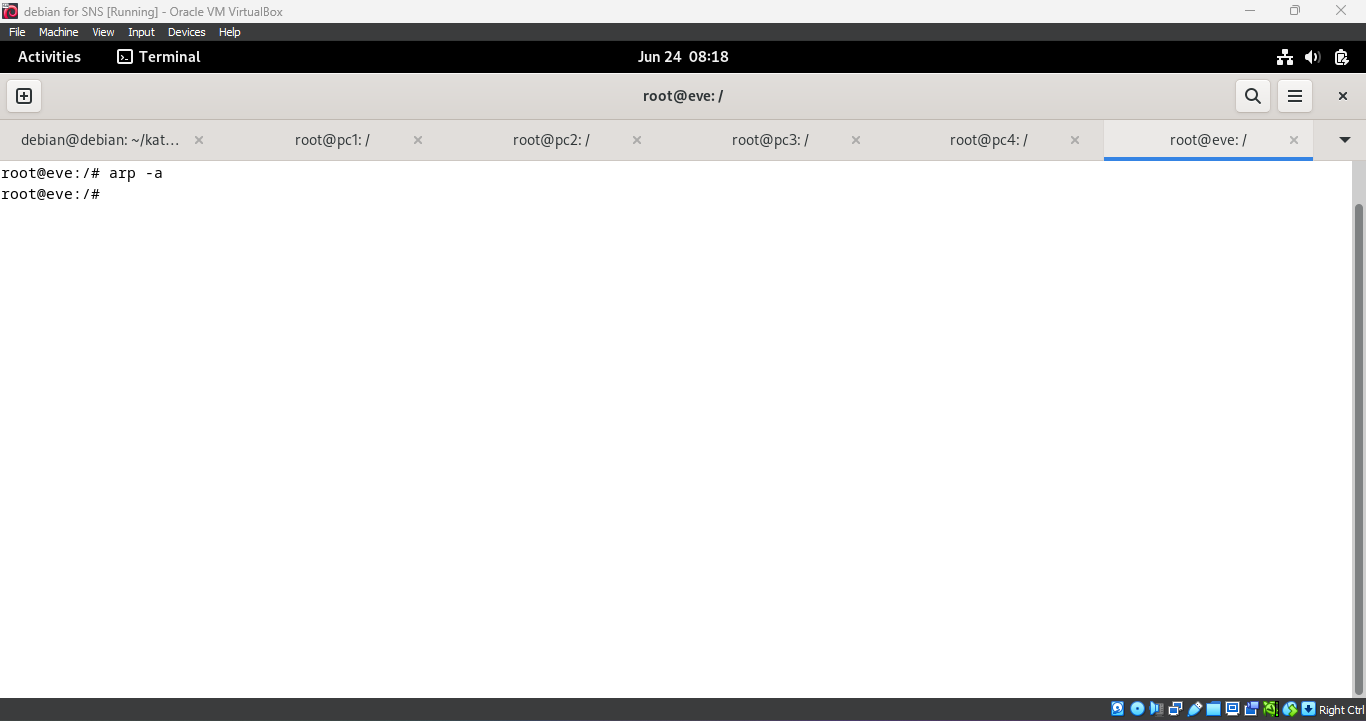 debian for SNS [Running] - Oracle VM VirtualBox
File Machine View Input Devices Help
Activities Terminal Jun 24 08:18
root@eve: /
debian@debian: ~/kat... root@pc1: / root@pc2: / root@pc3: / root@pc4: / root@eve: /
root@eve:/# arp -a
root@eve:/#
Right Ctrl